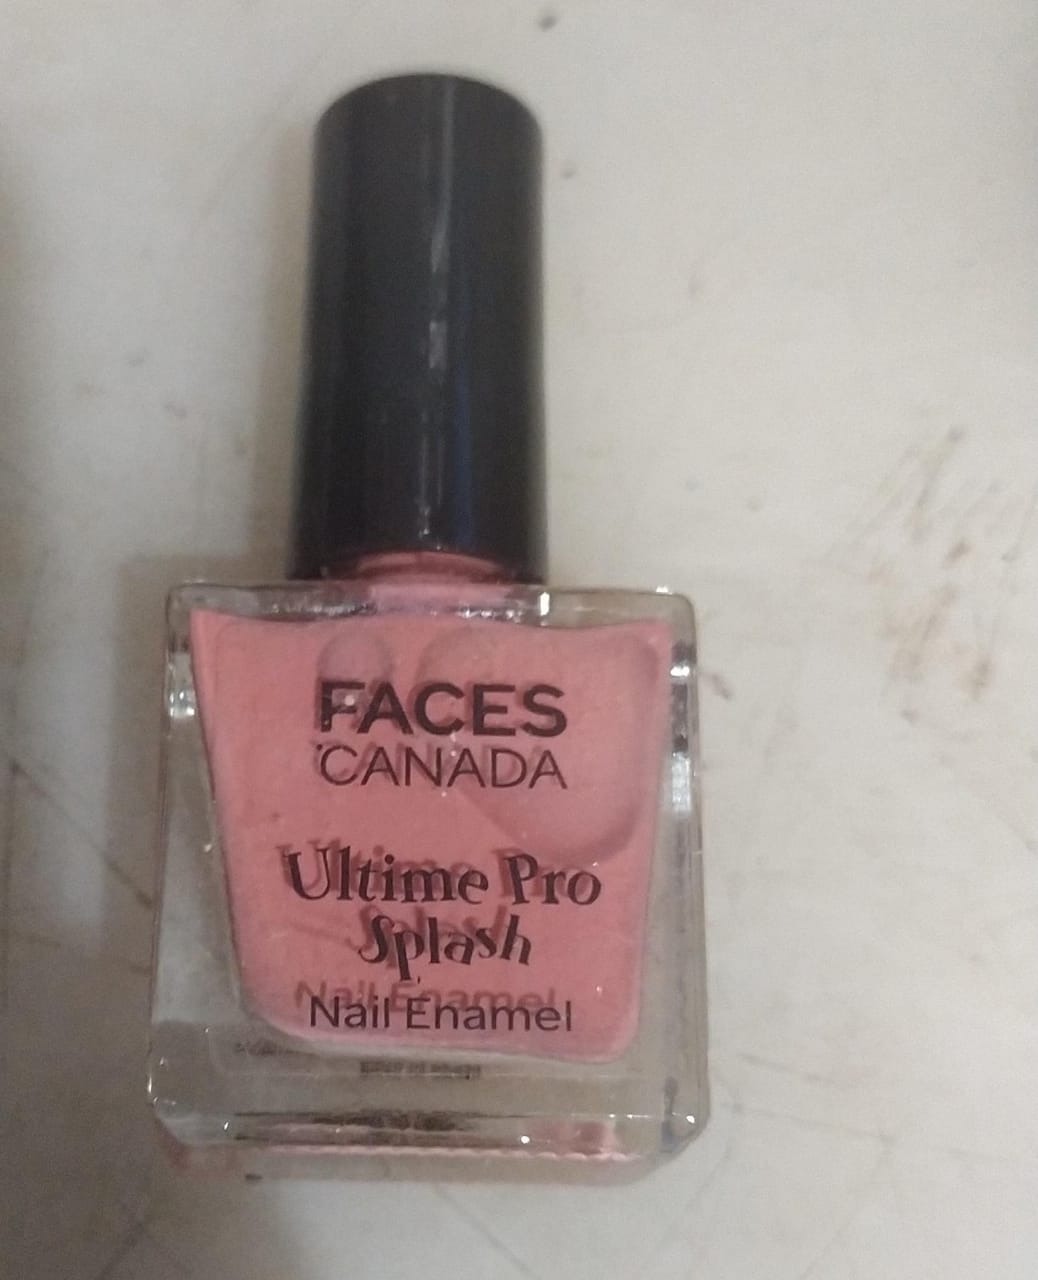 FACES
CANADA
Ultime Pro
Splash
Nail Enamel